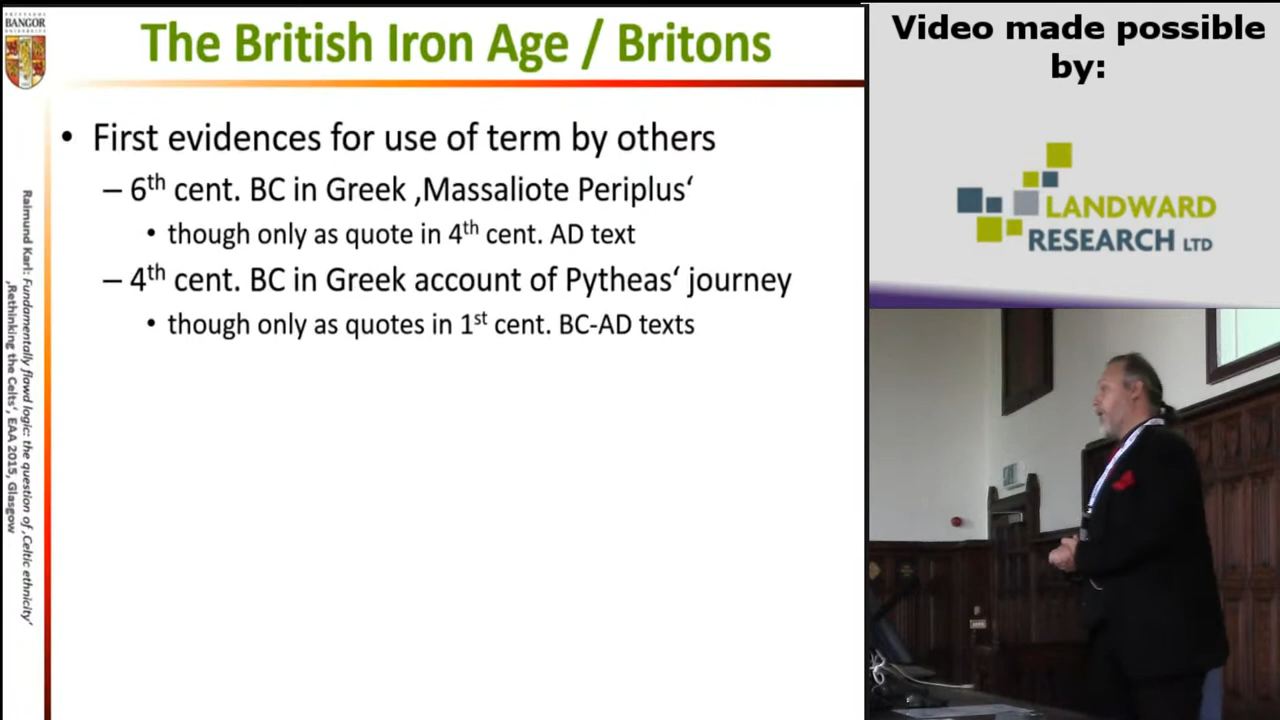 BANGOR
The British Iron Age / Britons
• First evidences for use of term by others
– 6th cent. BC in Greek ‚Massaliote Periplus‘
• though only as quote in 4th cent. AD text
– 4th cent. BC in Greek account of Pytheas‘ journey
• though only as quotes in 1st cent. BC-AD texts
Raimund Karl: Fundamentally flawd logic: the question of ‚Celtic ethnicity‘
‚Rethinking the Celts‘, EAA 2015, Glasgow
Video made possible
by:
LANDWARD
RESEARCH LTD